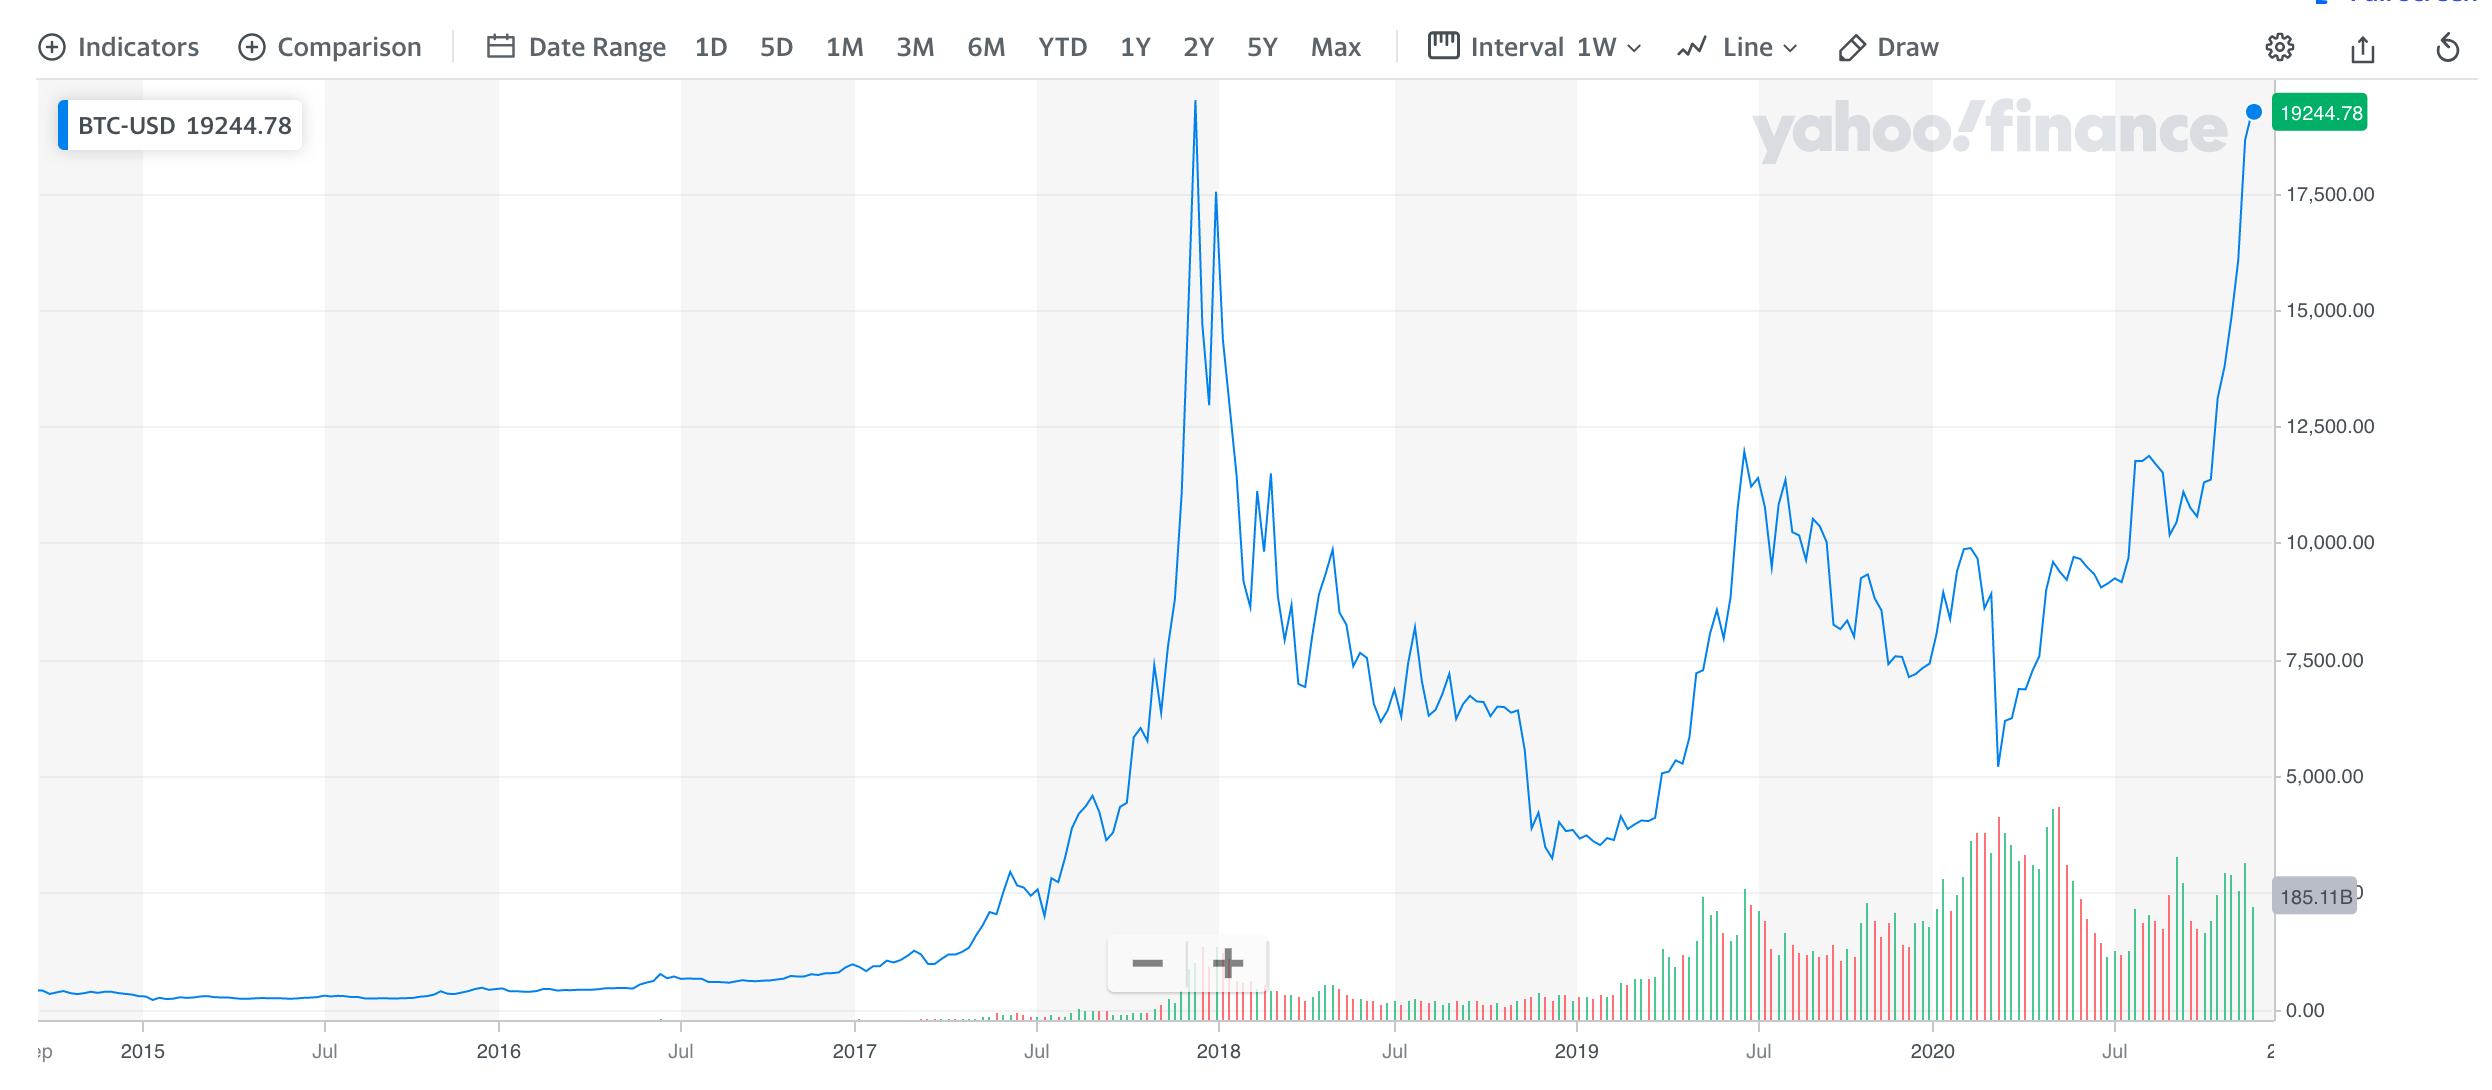 Indicators Comparison Date Range 1D 5D 1M 3M 6M YTD 1Y 2Y 5Y Max Interval 1W Line Draw
BTC-USD 19244.78
yahoo!finance
19244.78
17,500.00
15,000.00
12,500.00
10,000.00
7,500.00
5,000.00
185.11B
0.00
2015 Jul 2016 Jul 2017 Jul 2018 Jul 2019 Jul 2020 Jul